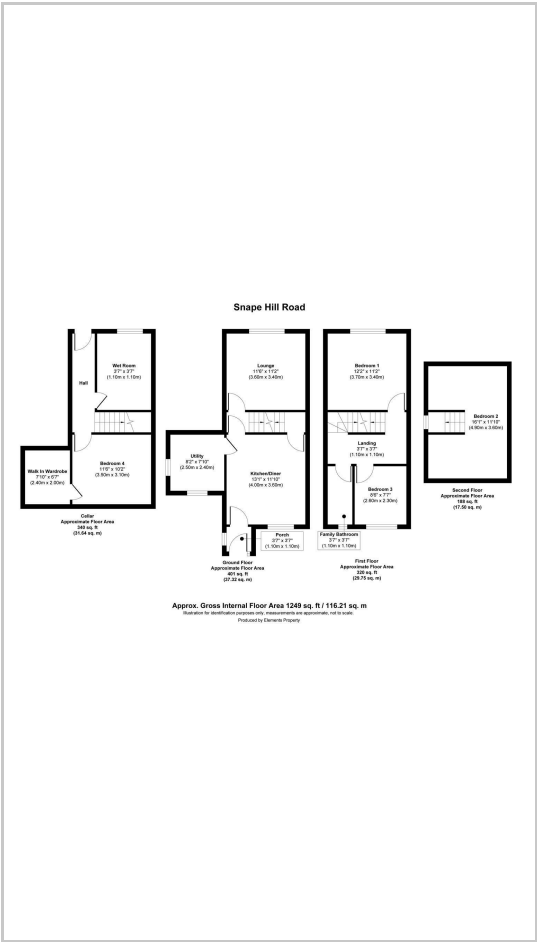 Snape Hill Road
Wet Room
3'7" x 3'7"
(1.10m x 1.10m)
Hall
Bedroom 4
11'6" x 10'2"
(3.50m x 3.10m)
Walk In Wardrobe
7'10" x 6'7"
(2.40m x 2.00m)
Cellar
Approximate Floor Area
340 sq. ft
(31.64 sq. m)
Lounge
11'6" x 11'2"
(3.50m x 3.40m)
Utility
8'2" x 7'10"
(2.50m x 2.40m)
Kitchen/Diner
13'1" x 11'10"
(4.00m x 3.60m)
Porch
3'7" x 3'7"
(1.10m x 1.10m)
Ground Floor
Approximate Floor Area
401 sq. ft
(37.32 sq. m)
Bedroom 1
12'2" x 11'2"
(3.70m x 3.40m)
Landing
3'7" x 3'7"
(1.10m x 1.10m)
Bedroom 3
8'6" x 7'7"
(2.60m x 2.30m)
Family Bathroom
3'7" x 3'7"
(1.10m x 1.10m)
First Floor
Approximate Floor Area
320 sq. ft
(29.75 sq. m)
Bedroom 2
16'1" x 11'10"
(4.90m x 3.60m)
Second Floor
Approximate Floor Area
188 sq. ft
(17.50 sq. m)
Approx. Gross Internal Floor Area 1249 sq. ft / 116.21 sq. m
Illustration for identification purposes only, measurements are approximate, not to scale.
Produced by Elements Property